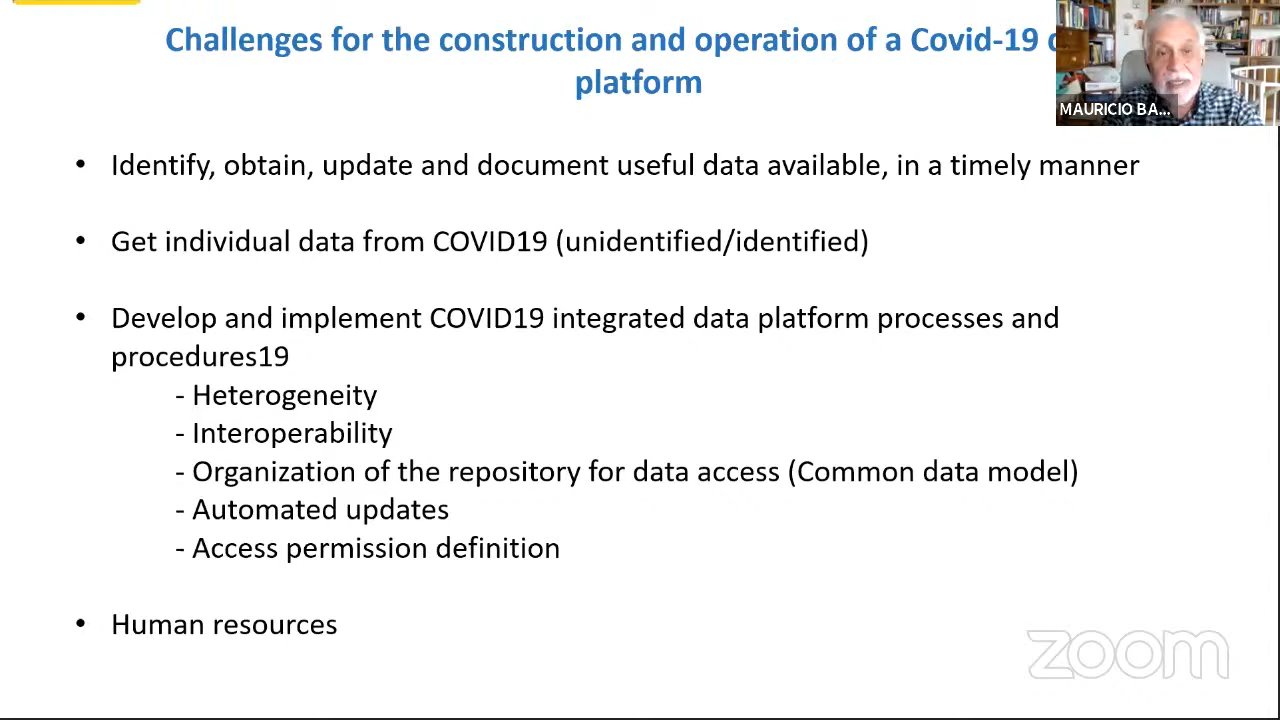 Challenges for the construction and operation of a Covid-19
platform
MAURICIO BA...
• Identify, obtain, update and document useful data available, in a timely manner
• Get individual data from COVID19 (unidentified/identified)
• Develop and implement COVID19 integrated data platform processes and
procedures19
- Heterogeneity
- Interoperability
- Organization of the repository for data access (Common data model)
- Automated updates
- Access permission definition
• Human resources
zoom